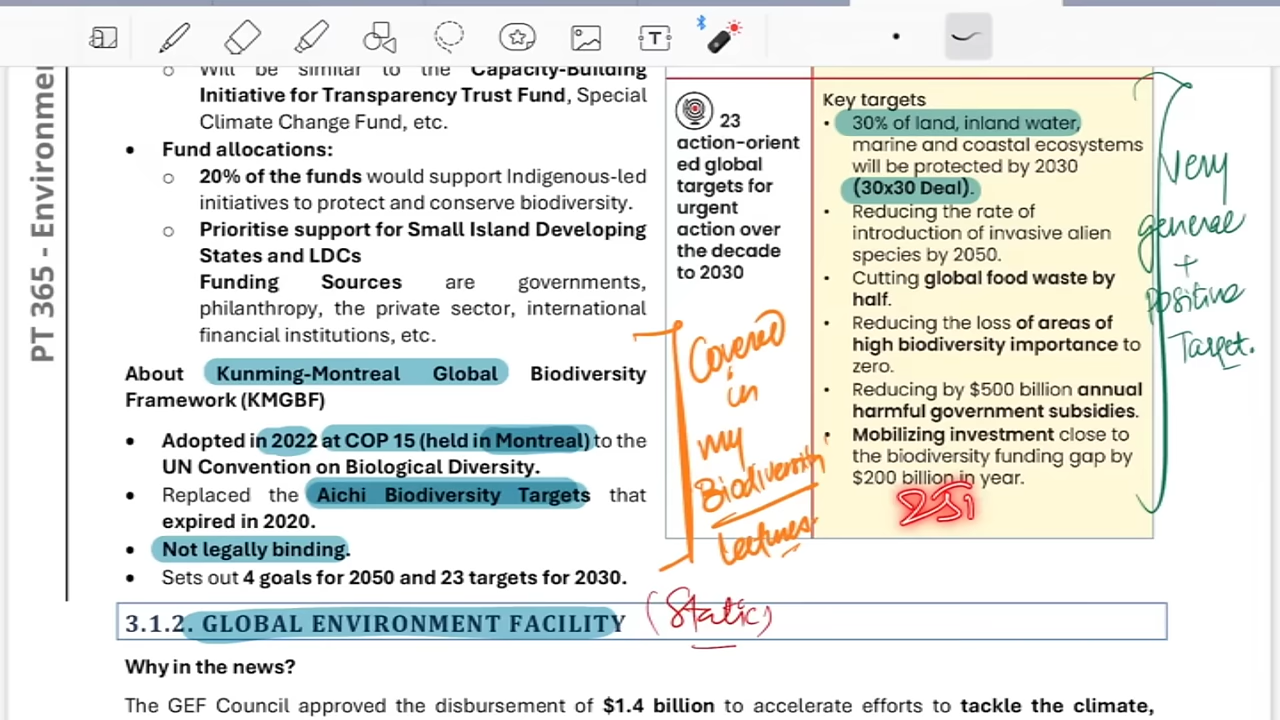 T
PT 365 - Environme
Will be similar to the Capacity-Building
Initiative for Transparency Trust Fund, Special
Climate Change Fund, etc.
• Fund allocations:
○ 20% of the funds would support Indigenous-led
initiatives to protect and conserve biodiversity.
○ Prioritise support for Small Island Developing
States and LDCs
Funding Sources are governments,
philanthropy, the private sector, international
financial institutions, etc.
About Kunming-Montreal Global Biodiversity
Framework (KMGBF)
• Adopted in 2022 at COP 15 (held in Montreal) to the
UN Convention on Biological Diversity.
• Replaced the Aichi Biodiversity Targets that
expired in 2020.
• Not legally binding.
• Sets out 4 goals for 2050 and 23 targets for 2030.
23
action-orient
ed global
targets for
urgent
action over
the decade
to 2030
Key targets
• 30% of land, inland water,
marine and coastal ecosystems
will be protected by 2030
(30x30 Deal).
• Reducing the rate of
introduction of invasive alien
species by 2050.
• Cutting global food waste by
half.
• Reducing the loss of areas of
high biodiversity importance to
zero.
• Reducing by $500 billion annual
harmful government subsidies.
• Mobilizing investment close to
the biodiversity funding gap by
$200 billion in year.
Very
general
+
Positive
Target.
Covered
in
my
Biodiversity
Lectures
3.1.2. GLOBAL ENVIRONMENT FACILITY (Static)
Why in the news?
The GEF Council approved the disbursement of $1.4 billion to accelerate efforts to tackle the climate,